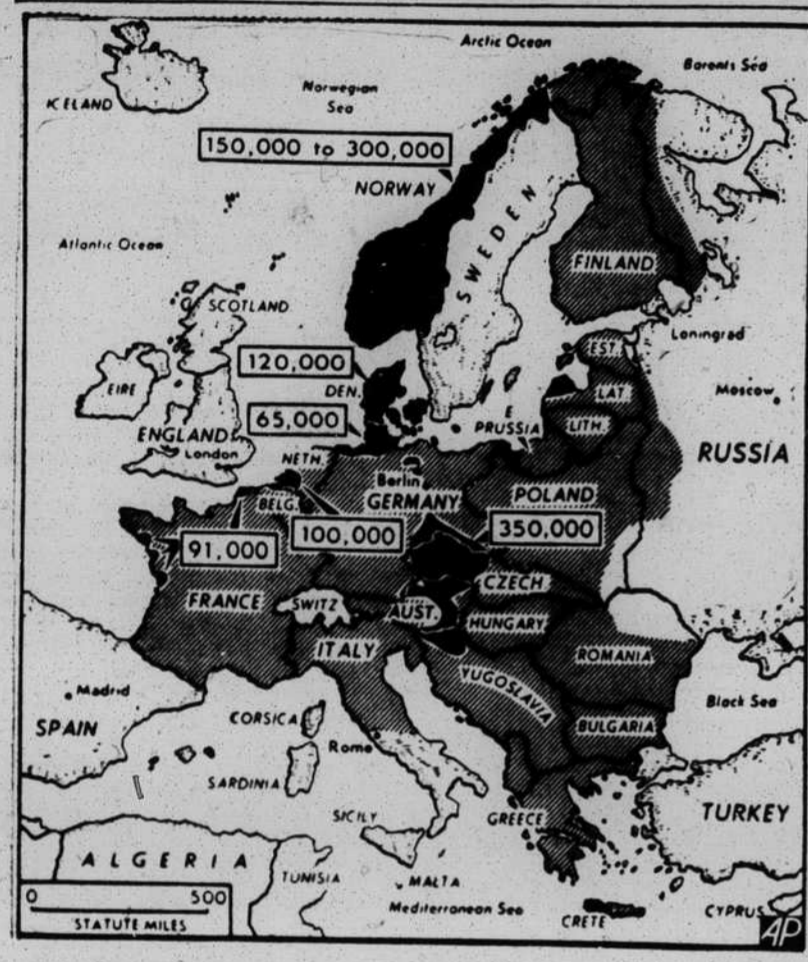 Arctic Ocean
Barents Sea
ICELAND
Norwegian
Sea
150,000 to 300,000
NORWAY
SWEDEN
FINLAND
Atlantic Ocean
SCOTLAND
Loningrad
EST.
120,000
DEN.
EIRE
LAT.
Moscow
65,000
E
PRUSSIA
LITH.
ENGLAND
London
NETH.
RUSSIA
Berlin
GERMANY
POLAND
BELG.
91,000
100,000
350,000
CZECH.
FRANCE
SWITZ
AUST.
HUNGARY
ITALY
ROMANIA
YUGOSLAVIA
Madrid
Black Sea
SPAIN
CORSICA
BULGARIA
Rome
SARDINIA
SICILY
GREECE
TURKEY
ALGERIA
TUNISIA
MALTA
0 500
STATUTE MILES
Mediterranean Sea
CRETE
CYPRUS
AP